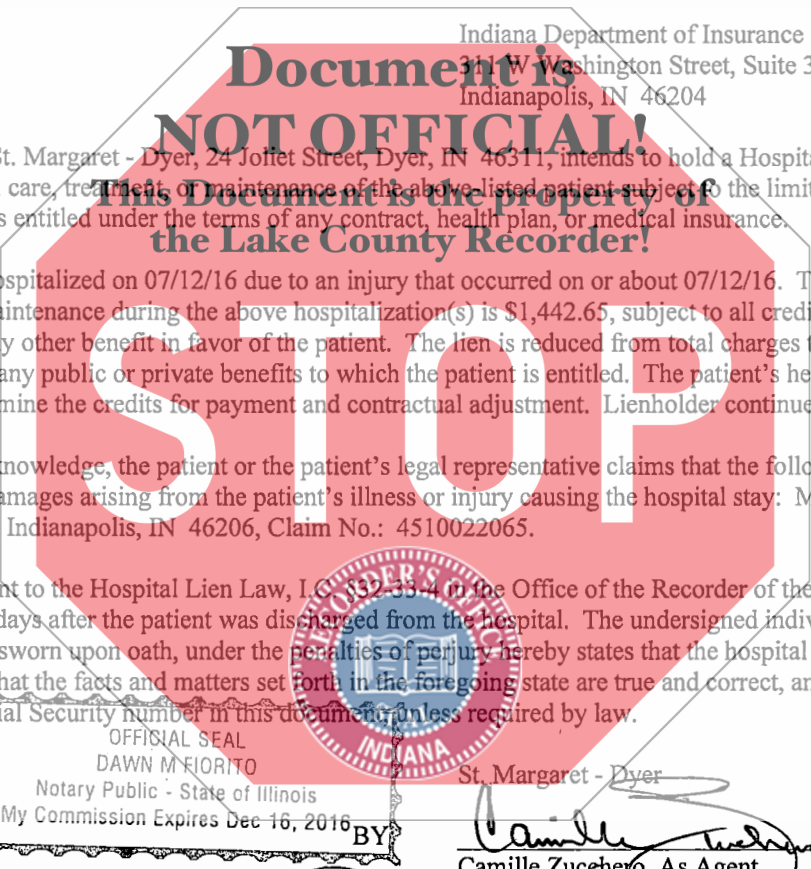 Indiana Department of Insurance
Document is
311 W Washington Street, Suite 3
Indianapolis, IN 46204
NOT OFFICIAL!
St. Margaret - Dyer, 24 Joliet Street, Dyer, IN 46311, intends to hold a Hospita
care, treatment, or maintenance of the above-listed patient subject to the limit
This Document is the property of
s entitled under the terms of any contract, health plan, or medical insurance.
the Lake County Recorder!
ospitalized on 07/12/16 due to an injury that occurred on or about 07/12/16. T
aintenance during the above hospitalization(s) is $1,442.65, subject to all credi
y other benefit in favor of the patient. The lien is reduced from total charges t
any public or private benefits to which the patient is entitled. The patient's he
mine the credits for payment and contractual adjustment. Lienholder continue
STOP
knowledge, the patient or the patient's legal representative claims that the follo
amages arising from the patient's illness or injury causing the hospital stay: M
Indianapolis, IN 46206, Claim No.: 4510022065.
nt to the Hospital Lien Law, I.C. §32-33-4 in the Office of the Recorder of the
days after the patient was discharged from the hospital. The undersigned indiv
sworn upon oath, under the penalties of perjury hereby states that the hospital
hat the facts and matters set forth in the foregoing state are true and correct, an
ial Security number in this document, unless required by law.
RECORDER'S OFFICE
SEAL
INDIANA
OFFICIAL SEAL
DAWN M FIORITO
Notary Public - State of Illinois
My Commission Expires Dec 16, 2016
St. Margaret - Dyer
BY
Camille Zucchero, As Agent